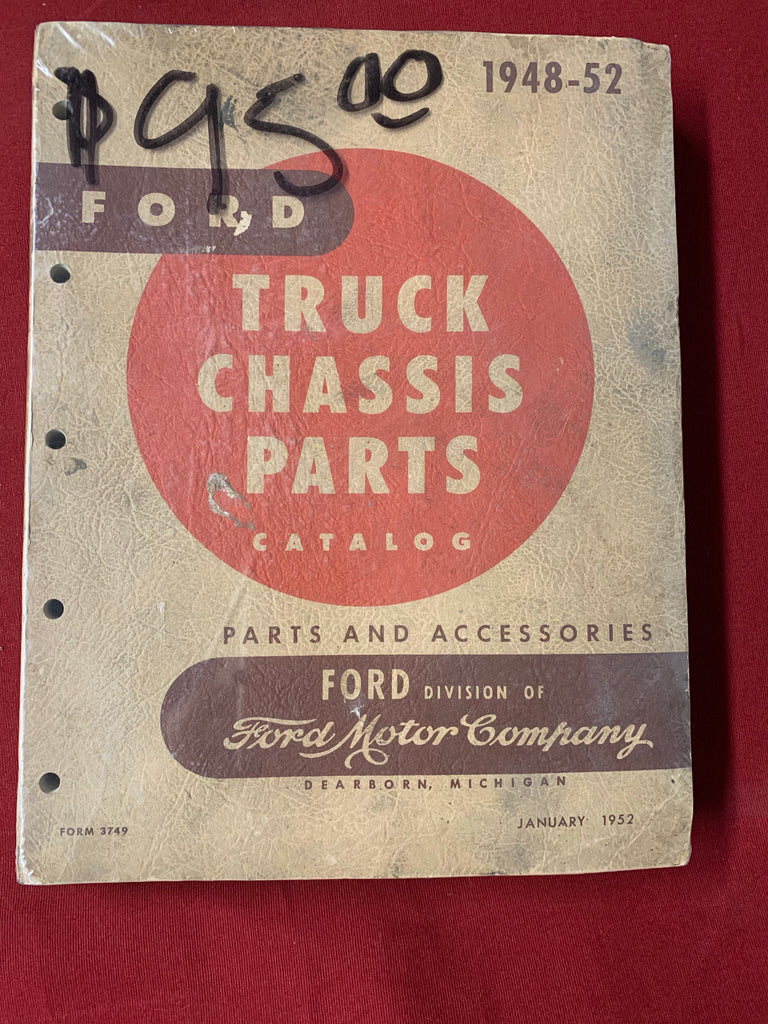 $95.00
1948-52
FORD
TRUCK
CHASSIS
PARTS
CATALOG
PARTS AND ACCESSORIES
FORD DIVISION OF
Ford Motor Company
DEARBORN, MICHIGAN
FORM 3749
JANUARY 1952